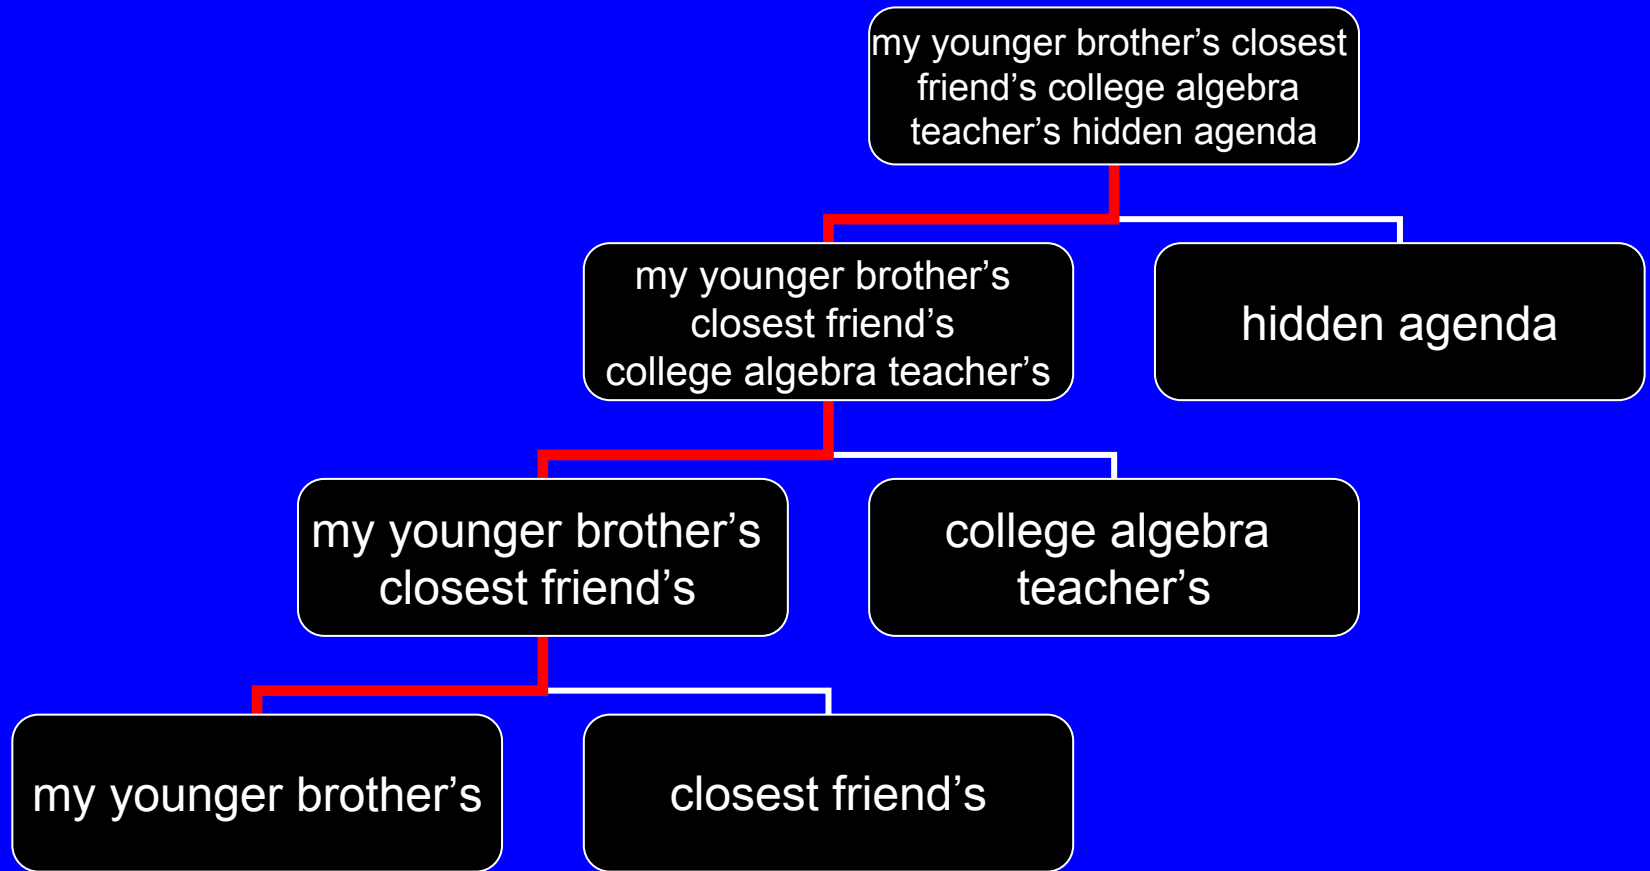 my younger brother’s closest
friend’s college algebra
teacher’s hidden agenda
my younger brother’s
closest friend’s
college algebra teacher’s
hidden agenda
my younger brother’s
closest friend’s
college algebra
teacher’s
my younger brother’s
closest friend’s